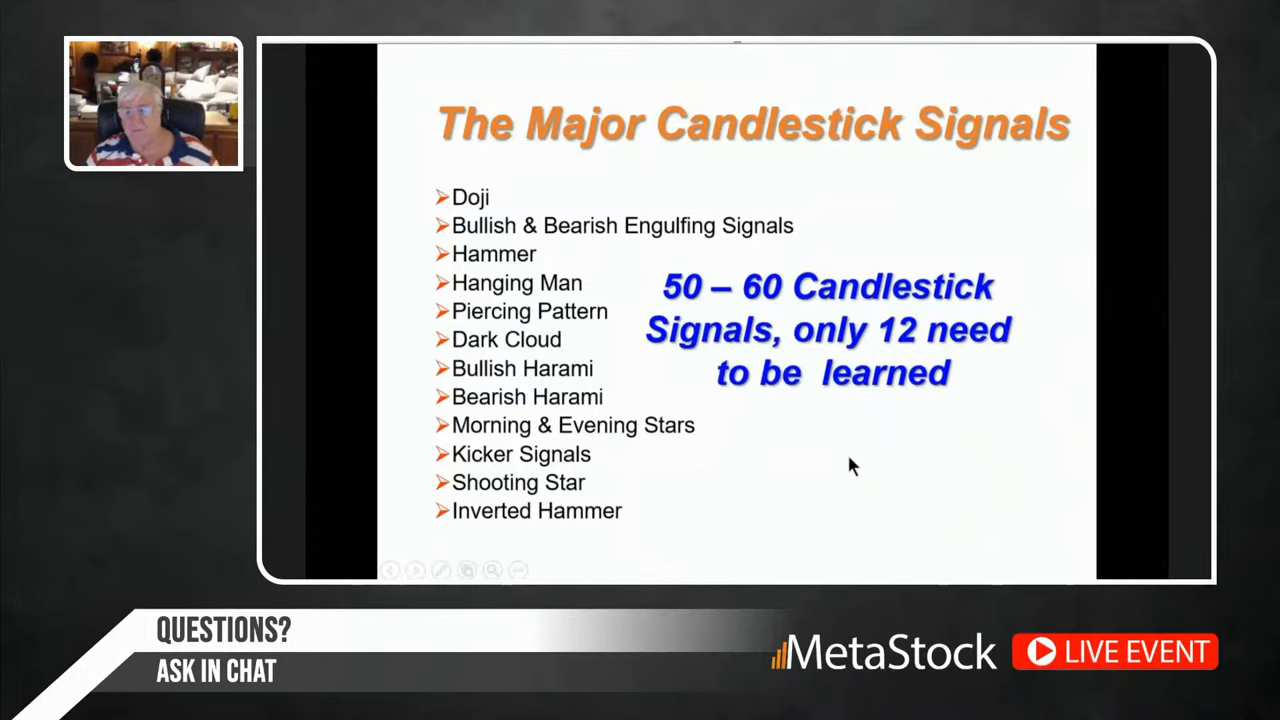 The Major Candlestick Signals
Doji
Bullish & Bearish Engulfing Signals
Hammer
Hanging Man
Piercing Pattern
Dark Cloud
Bullish Harami
Bearish Harami
Morning & Evening Stars
Kicker Signals
Shooting Star
Inverted Hammer
50 – 60 Candlestick
Signals, only 12 need
to be learned
QUESTIONS?
ASK IN CHAT
MetaStock
LIVE EVENT